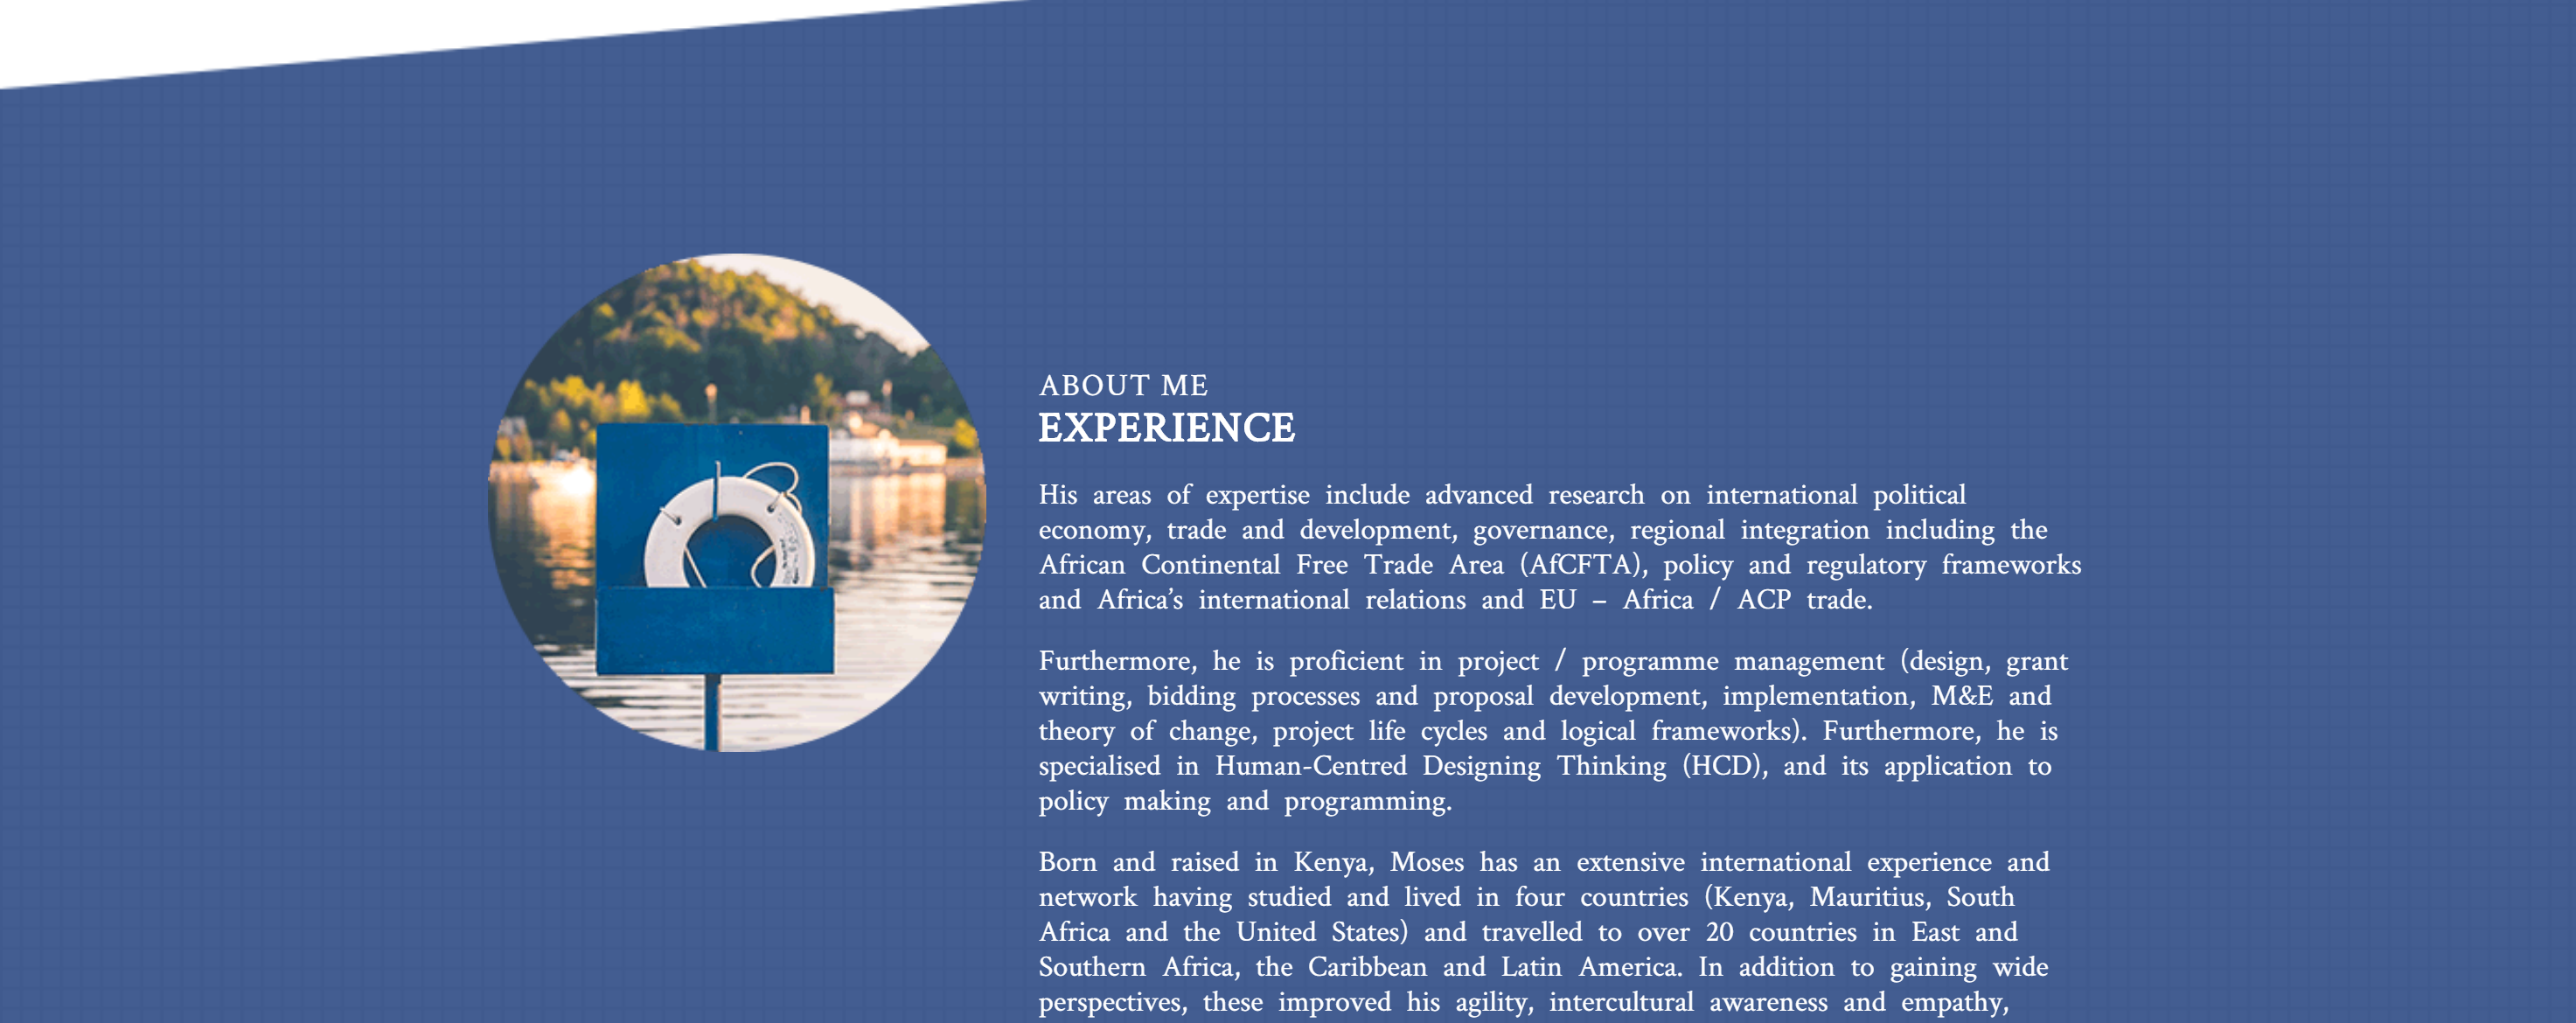 ABOUT ME
EXPERIENCE
His areas of expertise include advanced research on international political
economy, trade and development, governance, regional integration including the
African Continental Free Trade Area (AfCFTA), policy and regulatory frameworks
and Africa’s international relations and EU – Africa / ACP trade.
Furthermore, he is proficient in project / programme management (design, grant
writing, bidding processes and proposal development, implementation, M&E and
theory of change, project life cycles and logical frameworks). Furthermore, he is
specialised in Human-Centred Designing Thinking (HCD), and its application to
policy making and programming.
Born and raised in Kenya, Moses has an extensive international experience and
network having studied and lived in four countries (Kenya, Mauritius, South
Africa and the United States) and travelled to over 20 countries in East and
Southern Africa, the Caribbean and Latin America. In addition to gaining wide
perspectives, these improved his agility, intercultural awareness and empathy,